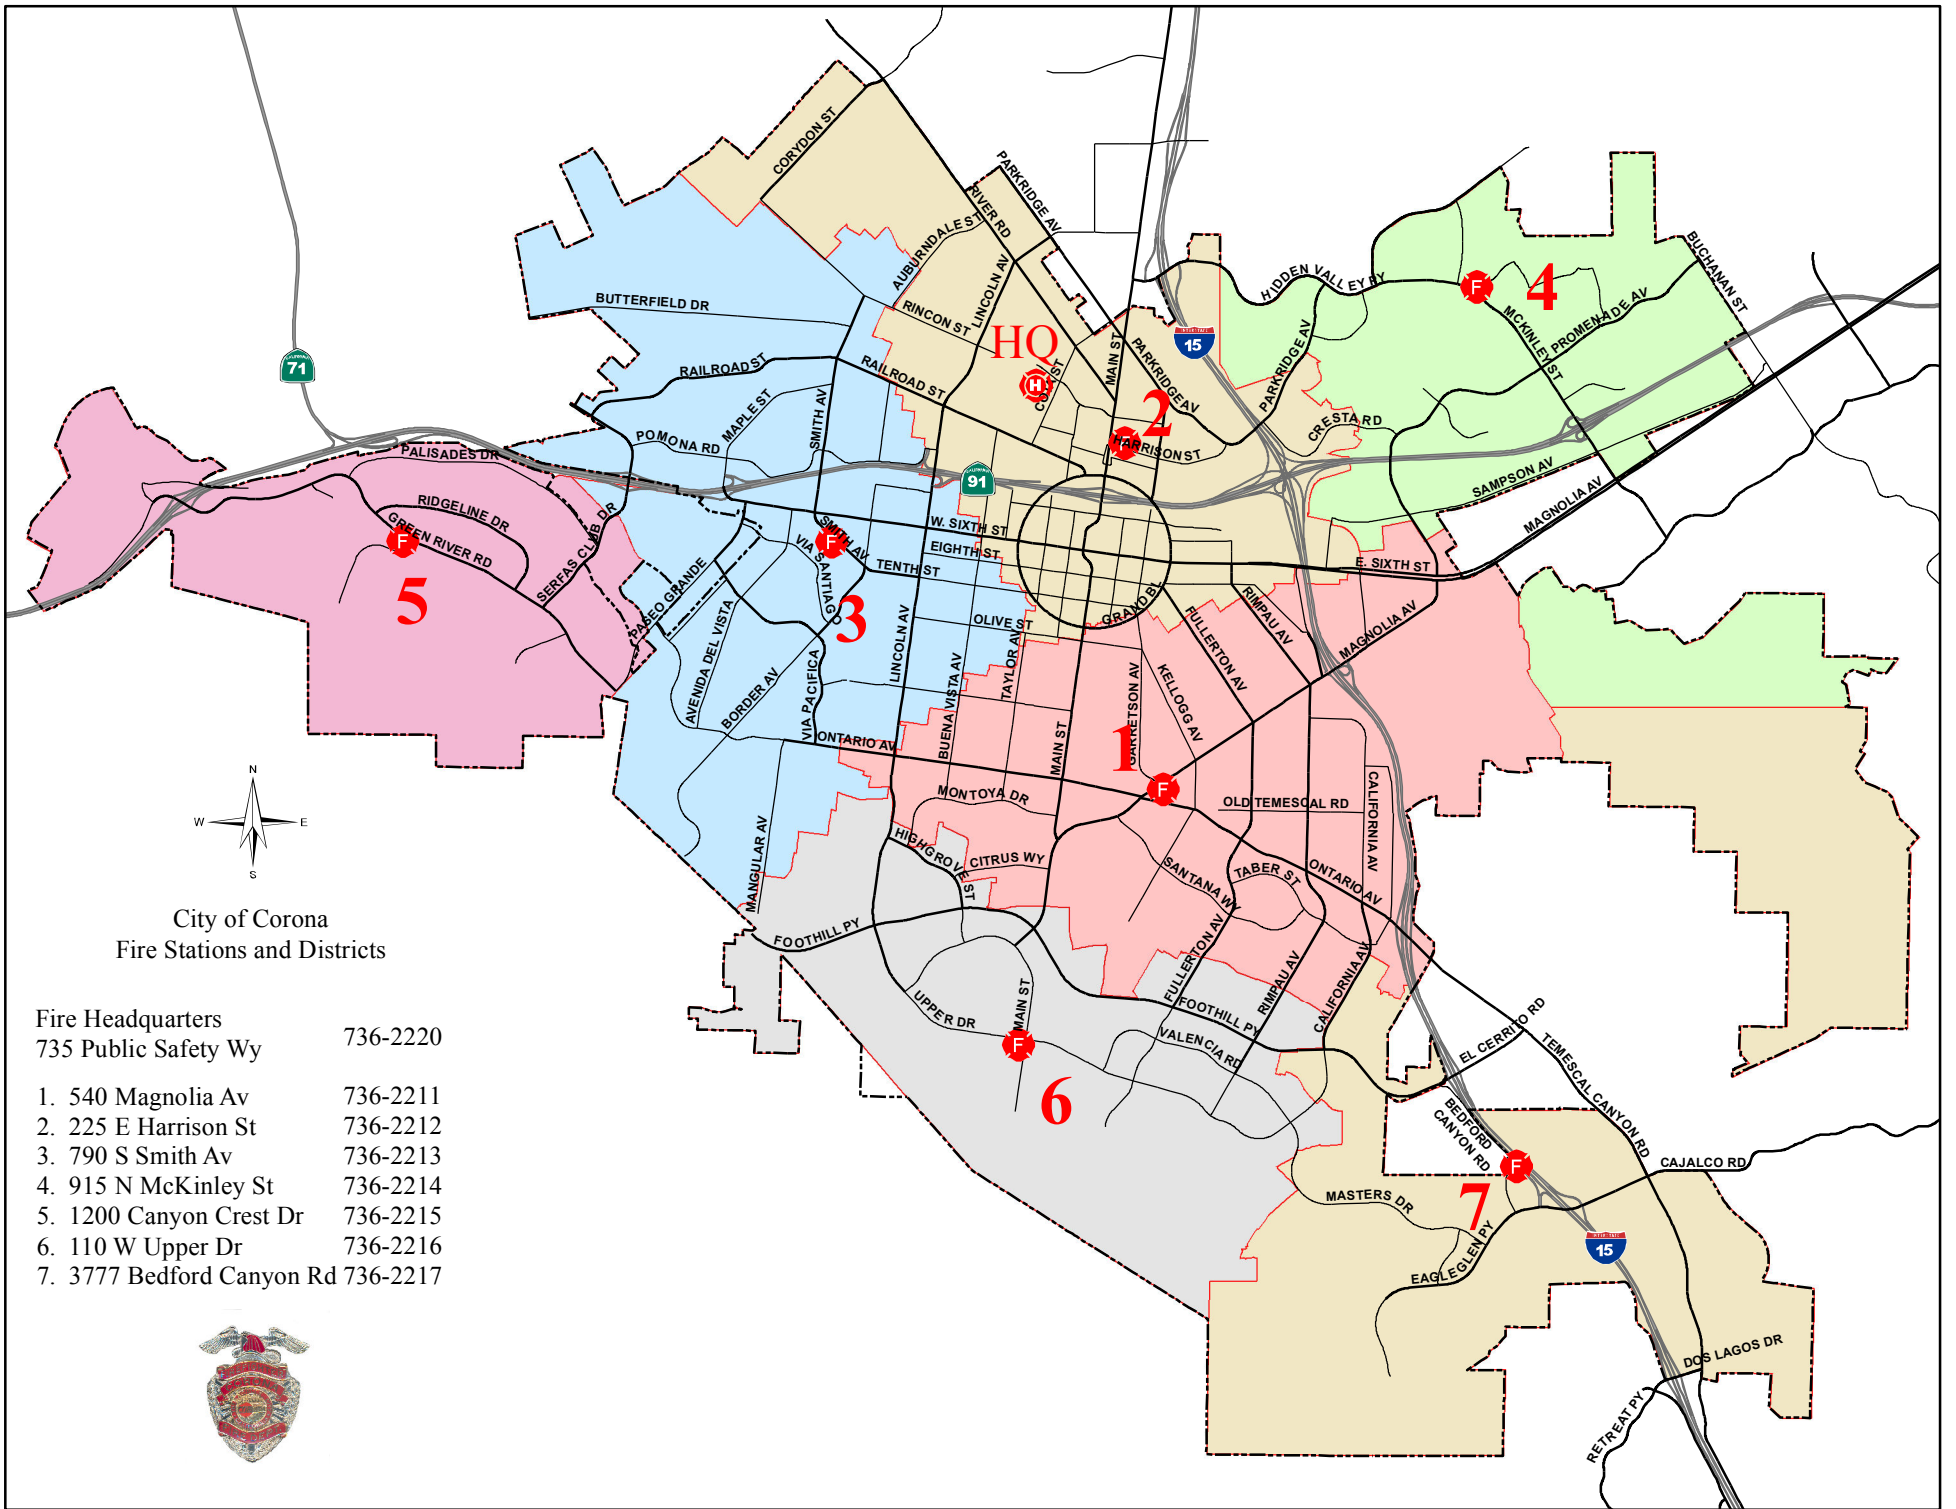 CORYDON ST
PARKRIDGE AV
RIVER RD
AUBURNDALE ST
LINCOLN AV
RINCON ST
BUTTERFIELD DR
HIDDEN VALLEY PY
BUCHANAN ST
F
4
MCKINLEY ST
PROMENADE AV
PARKRIDGE AV
15
MAIN ST
PARKRIDGE AV
HQ
H
71
RAILROAD ST
RAILROAD ST
MAPLE ST
SMITH AV
2
F
HARRISON ST
CRESTA RD
POMONA RD
PALISADES DR
91
SAMPSON AV
MAGNOLIA AV
RIDGELINE DR
GREEN RIVER RD
F
5
SERFAS CLUB DR
W. SIXTH ST
SMITH AV
F
VIA SANTIAGO
3
EIGHTH ST
TENTH ST
E. SIXTH ST
PASEO GRANDE
AVENIDA DEL VISTA
BORDER AV
VIA PACIFICA
LINCOLN AV
OLIVE ST
TAYLOR AV
BUENA VISTA AV
GRAND BL
FULLERTON AV
RIMPAU AV
MAGNOLIA AV
KELLOGG AV
GARRETSON AV
MAIN ST
1
F
ONTARIO AV
MONTOYA DR
OLD TEMESCAL RD
CALIFORNIA AV
MANGULAR AV
HIGHGROVE ST
CITRUS WY
SANTANA WY
TABER ST
ONTARIO AV
FOOTHILL PY
FULLERTON AV
RIMPAU AV
CALIFORNIA AV
UPPER DR
MAIN ST
F
6
FOOTHILL PY
VALENCIA RD
EL CERRITO RD
TEMESCAL CANYON RD
BEDFORD
CANYON RD
F
7
CAJALCO RD
MASTERS DR
EAGLEGLEN PY
15
DOS LAGOS DR
RETREAT PY
N
W
E
S
City of Corona
Fire Stations and Districts
Fire Headquarters
735 Public Safety Wy 736-2220
1. 540 Magnolia Av 736-2211
2. 225 E Harrison St 736-2212
3. 790 S Smith Av 736-2213
4. 915 N McKinley St 736-2214
5. 1200 Canyon Crest Dr 736-2215
6. 110 W Upper Dr 736-2216
7. 3777 Bedford Canyon Rd 736-2217